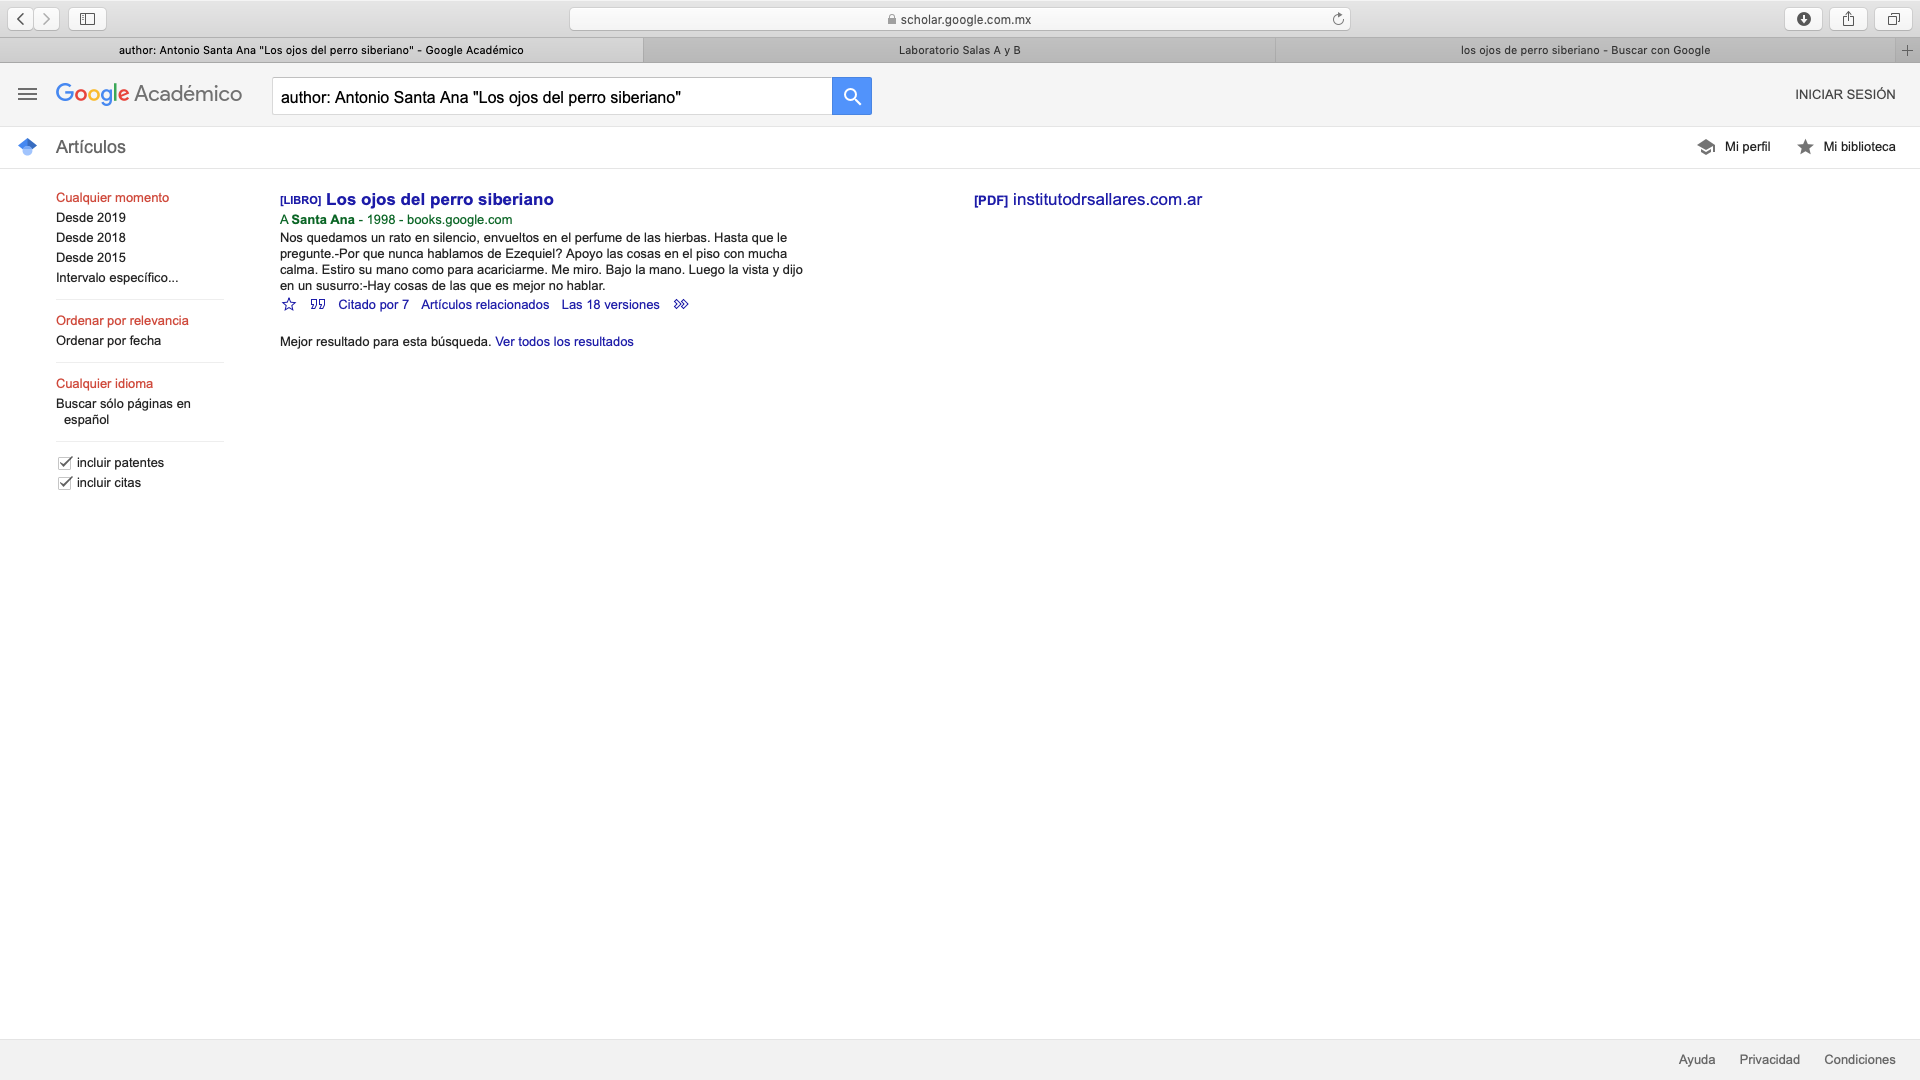 scholar.google.com.mx
author: Antonio Santa Ana "Los ojos del perro siberiano" - Google Académico
Laboratorio Salas A y B
los ojos de perro siberiano - Buscar con Google
Google Académico
author: Antonio Santa Ana "Los ojos del perro siberiano"
INICIAR SESIÓN
Artículos
Mi perfil
Mi biblioteca
Cualquier momento
Desde 2019
Desde 2018
Desde 2015
Intervalo específico...
Ordenar por relevancia
Ordenar por fecha
Cualquier idioma
Buscar sólo páginas en
español
incluir patentes
incluir citas
[LIBRO] Los ojos del perro siberiano
A Santa Ana - 1998 - books.google.com
Nos quedamos un rato en silencio, envueltos en el perfume de las hierbas. Hasta que le
pregunte.-Por que nunca hablamos de Ezequiel? Apoyo las cosas en el piso con mucha
calma. Estiro su mano como para acariciarme. Me miro. Bajo la mano. Luego la vista y dijo
en un susurro:-Hay cosas de las que es mejor no hablar.
Citado por 7 Artículos relacionados Las 18 versiones
Mejor resultado para esta búsqueda. Ver todos los resultados
[PDF] institutodrsallares.com.ar
Ayuda Privacidad Condiciones